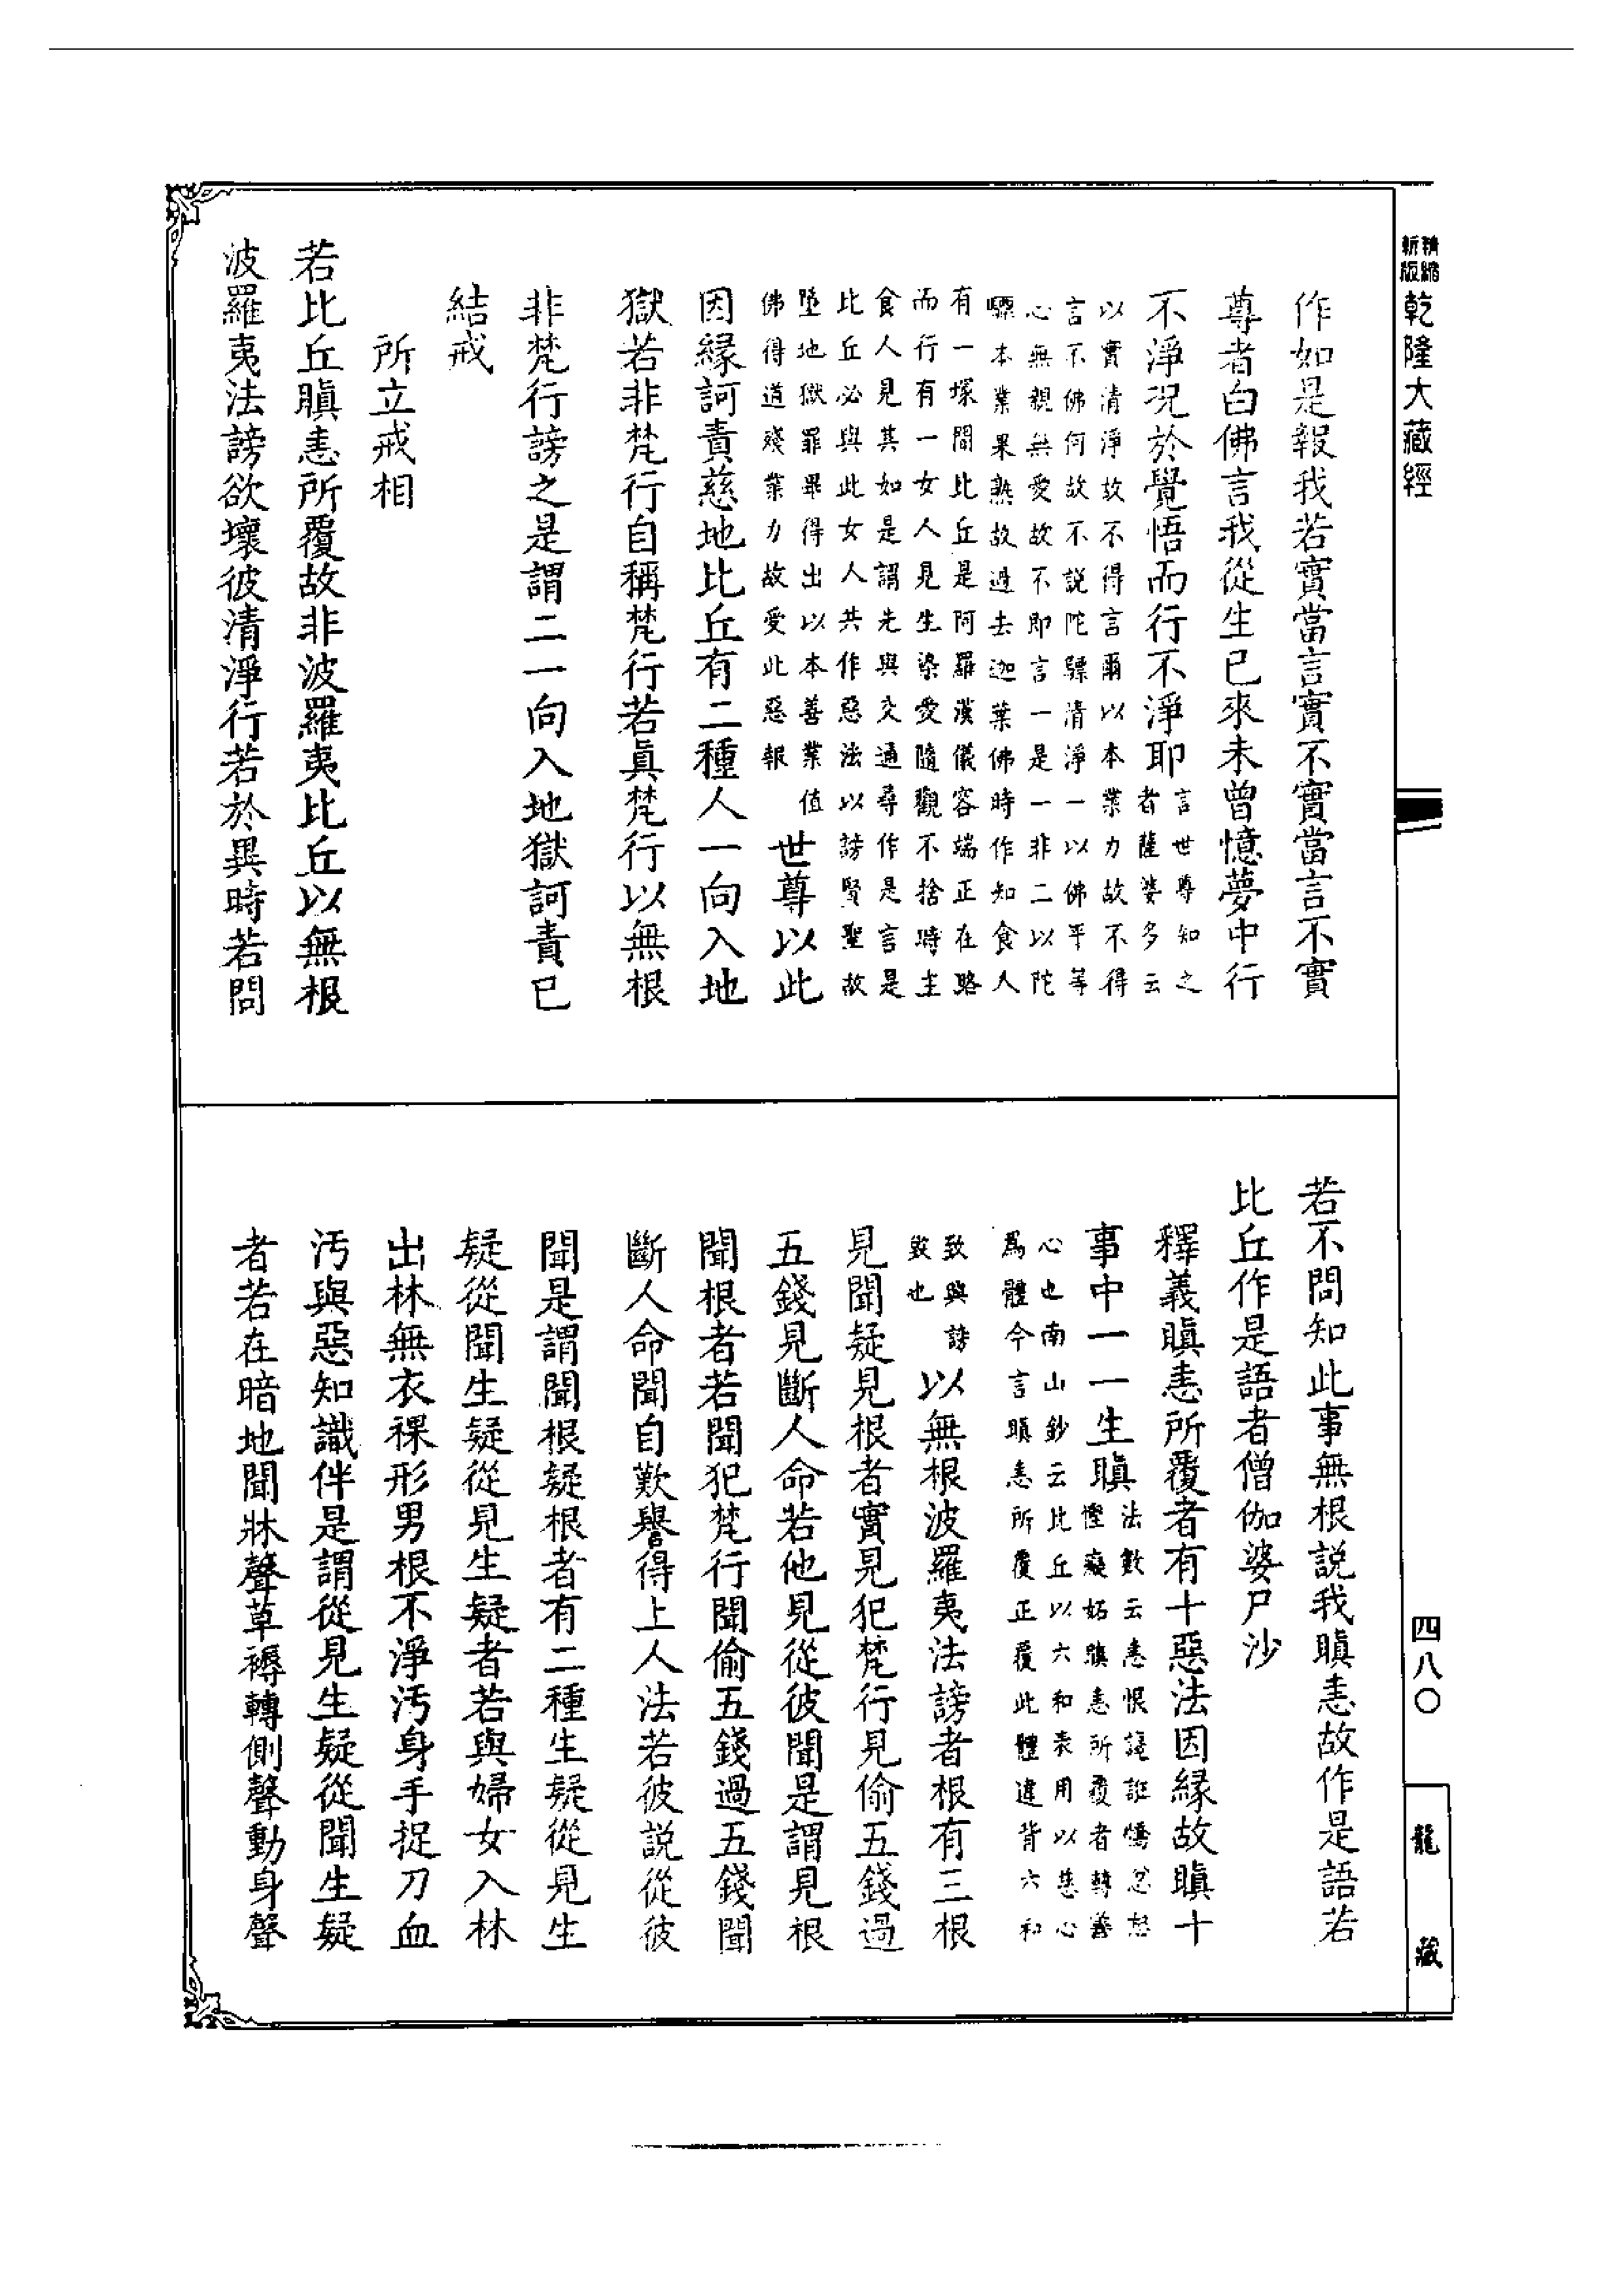 精縮新版乾隆大藏經
作如是報我若實當言實不實當言不實
尊者白佛言我從生已來未曾憶夢中行
不淨況於覺悟而行不淨耶
言世尊知之
者薩婆多云
以實清淨故不得言爾以本業力故不得
言不佛何故不說陀驃清淨一以佛平等
心無親無愛故不即言一是一非二以陀
驃本業果熟故過去迦葉佛時作知食人
有一塚間比丘是阿羅漢儀容端正在路
而行有一女人見生染愛隨觀不捨時主
食人見其如是謂先與交通尋作是言是
比丘必與此女人共作惡法以謗賢聖故
墮地獄罪畢得出以本善業值
佛得道殘業力故受此惡報
世尊以此
因緣訶責慈地比丘有二種人一向入地
獄若非梵行自稱梵行若眞梵行以無根
非梵行謗之是謂二一向入地獄訶責已
結戒
所立戒相
若比丘瞋恚所覆故非波羅夷比丘以無根
波羅夷法謗欲壞彼清淨行若於異時若問
若不問知此事無根說我瞋恚故作是語若
比丘作是語者僧伽婆尸沙
釋義瞋恚所覆者有十惡法因緣故瞋十
事中一一生瞋
法數云恚恨諂誑憍忿怒
慳癡妬瞋恚所覆者轉善
心也南山鈔云比丘以六和表用以慈心
爲體今言瞋恚所覆正覆此體違背六和
致興謗
毀也
以無根波羅夷法謗者根有三根
見聞疑見根者實見犯梵行見偷五錢過
五錢見斷人命若他見從彼聞是謂見根
聞根者若聞犯梵行聞偷五錢過五錢聞
斷人命聞自歎譽得上人法若彼說從彼
聞是謂聞根疑根者有二種生疑從見生
疑從聞生疑從見生疑者若與婦女入林
出林無衣裸形男根不淨汚身手捉刀血
汚與惡知識伴是謂從見生疑從聞生疑
者若在暗地聞牀聲草褥轉側聲動身聲
四八〇
龍藏